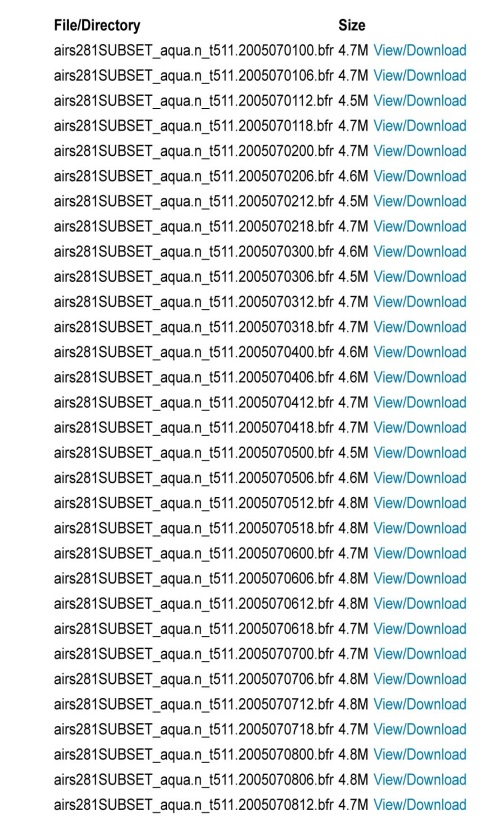 File/Directory Size
airs281SUBSET_aqua.n_t511.2005070100.bfr 4.7M View/Download
airs281SUBSET_aqua.n_t511.2005070106.bfr 4.7M View/Download
airs281SUBSET_aqua.n_t511.2005070112.bfr 4.5M View/Download
airs281SUBSET_aqua.n_t511.2005070118.bfr 4.7M View/Download
airs281SUBSET_aqua.n_t511.2005070200.bfr 4.7M View/Download
airs281SUBSET_aqua.n_t511.2005070206.bfr 4.6M View/Download
airs281SUBSET_aqua.n_t511.2005070212.bfr 4.5M View/Download
airs281SUBSET_aqua.n_t511.2005070218.bfr 4.7M View/Download
airs281SUBSET_aqua.n_t511.2005070300.bfr 4.6M View/Download
airs281SUBSET_aqua.n_t511.2005070306.bfr 4.5M View/Download
airs281SUBSET_aqua.n_t511.2005070312.bfr 4.7M View/Download
airs281SUBSET_aqua.n_t511.2005070318.bfr 4.7M View/Download
airs281SUBSET_aqua.n_t511.2005070400.bfr 4.6M View/Download
airs281SUBSET_aqua.n_t511.2005070406.bfr 4.6M View/Download
airs281SUBSET_aqua.n_t511.2005070412.bfr 4.7M View/Download
airs281SUBSET_aqua.n_t511.2005070418.bfr 4.7M View/Download
airs281SUBSET_aqua.n_t511.2005070500.bfr 4.5M View/Download
airs281SUBSET_aqua.n_t511.2005070506.bfr 4.6M View/Download
airs281SUBSET_aqua.n_t511.2005070512.bfr 4.8M View/Download
airs281SUBSET_aqua.n_t511.2005070518.bfr 4.8M View/Download
airs281SUBSET_aqua.n_t511.2005070600.bfr 4.7M View/Download
airs281SUBSET_aqua.n_t511.2005070606.bfr 4.8M View/Download
airs281SUBSET_aqua.n_t511.2005070612.bfr 4.8M View/Download
airs281SUBSET_aqua.n_t511.2005070618.bfr 4.7M View/Download
airs281SUBSET_aqua.n_t511.2005070700.bfr 4.7M View/Download
airs281SUBSET_aqua.n_t511.2005070706.bfr 4.8M View/Download
airs281SUBSET_aqua.n_t511.2005070712.bfr 4.8M View/Download
airs281SUBSET_aqua.n_t511.2005070718.bfr 4.7M View/Download
airs281SUBSET_aqua.n_t511.2005070800.bfr 4.8M View/Download
airs281SUBSET_aqua.n_t511.2005070806.bfr 4.8M View/Download
airs281SUBSET_aqua.n_t511.2005070812.bfr 4.7M View/Download